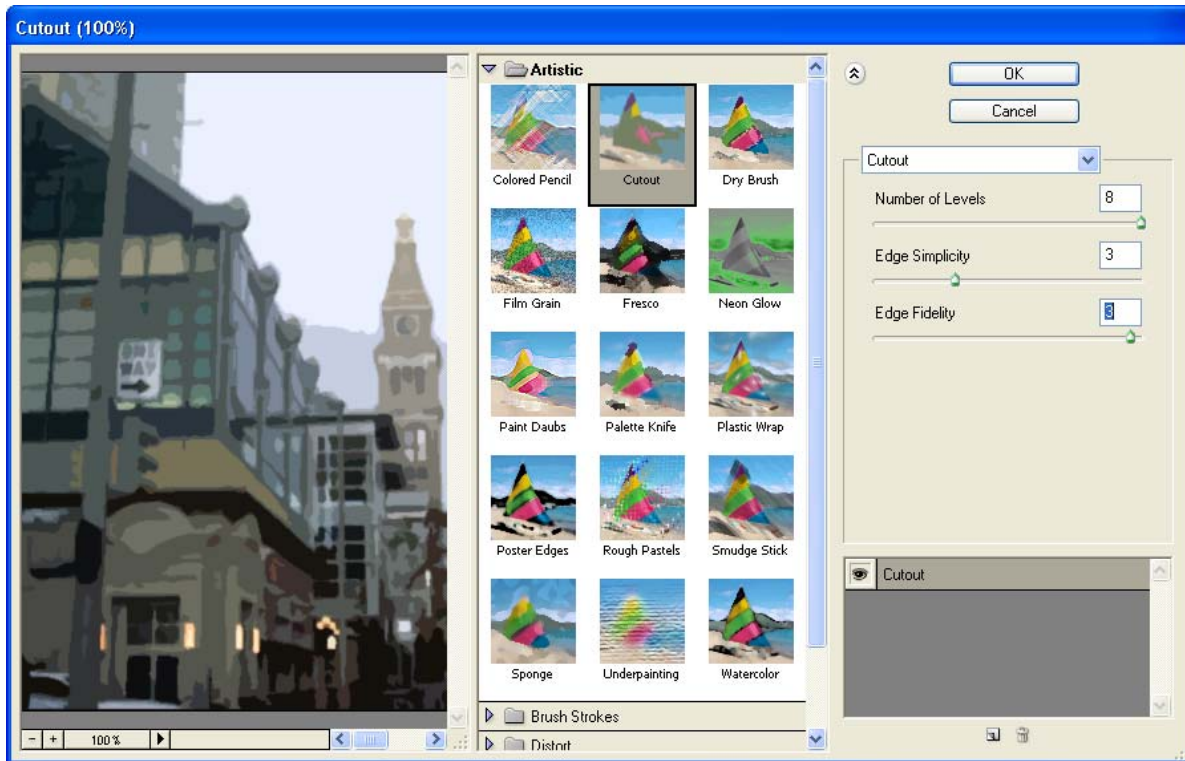 Cutout (100%)
Artistic
Colored Pencil
Cutout
Dry Brush
Film Grain
Fresco
Neon Glow
Paint Daubs
Palette Knife
Plastic Wrap
Poster Edges
Rough Pastels
Smudge Stick
Sponge
Underpainting
Watercolor
Brush Strokes
Distort
- + 100%
OK
Cancel
Cutout
Number of Levels 8
Edge Simplicity 3
Edge Fidelity 3
Cutout